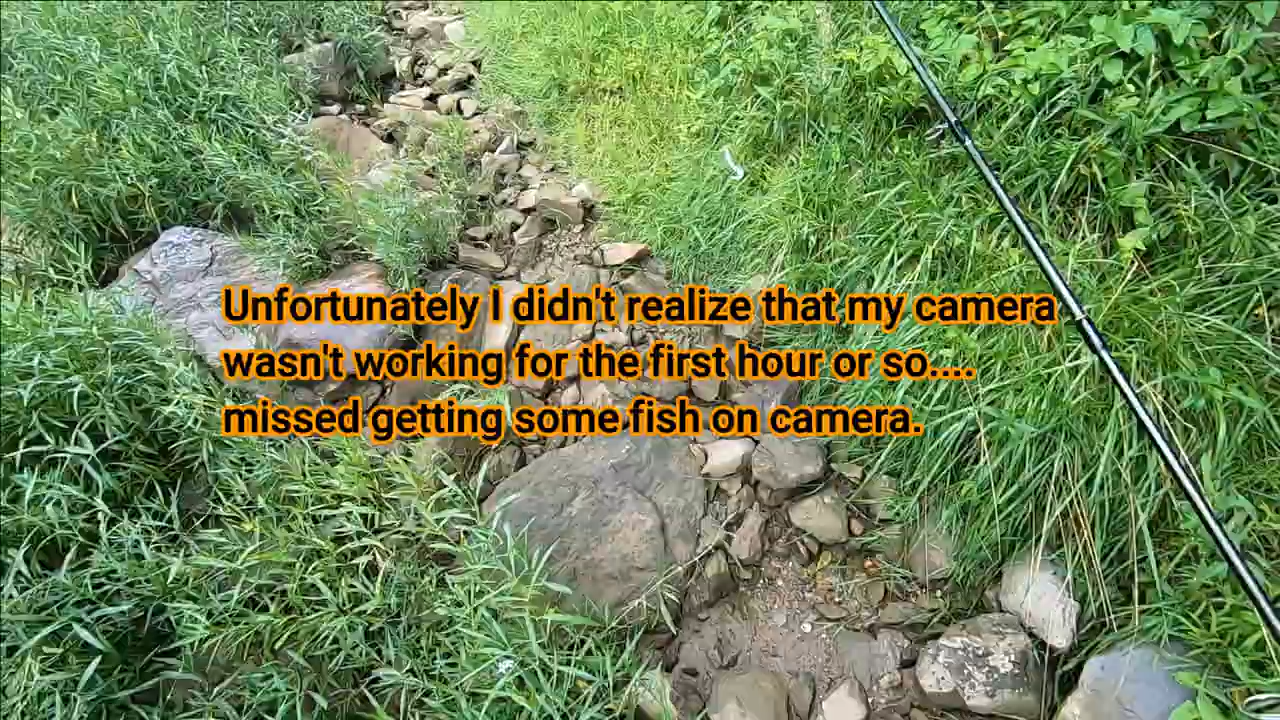 Unfortunately I didn't realize that my camera
wasn't working for the first hour or so....
missed getting some fish on camera.